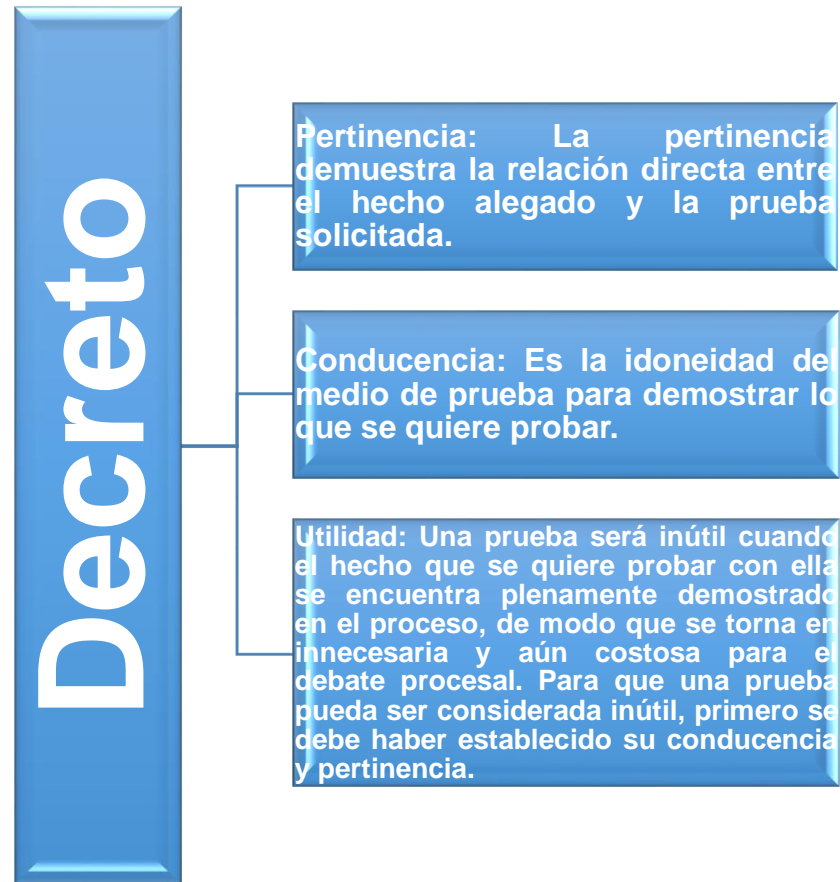 Decreto
Pertinencia: La pertinencia
demuestra la relación directa entre
el hecho alegado y la prueba
solicitada.
Conducencia: Es la idoneidad del
medio de prueba para demostrar lo
que se quiere probar.
Utilidad: Una prueba será inútil cuando
el hecho que se quiere probar con ella
se encuentra plenamente demostrado
en el proceso, de modo que se torna en
innecesaria y aún costosa para el
debate procesal. Para que una prueba
pueda ser considerada inútil, primero se
debe haber establecido su conducencia
y pertinencia.